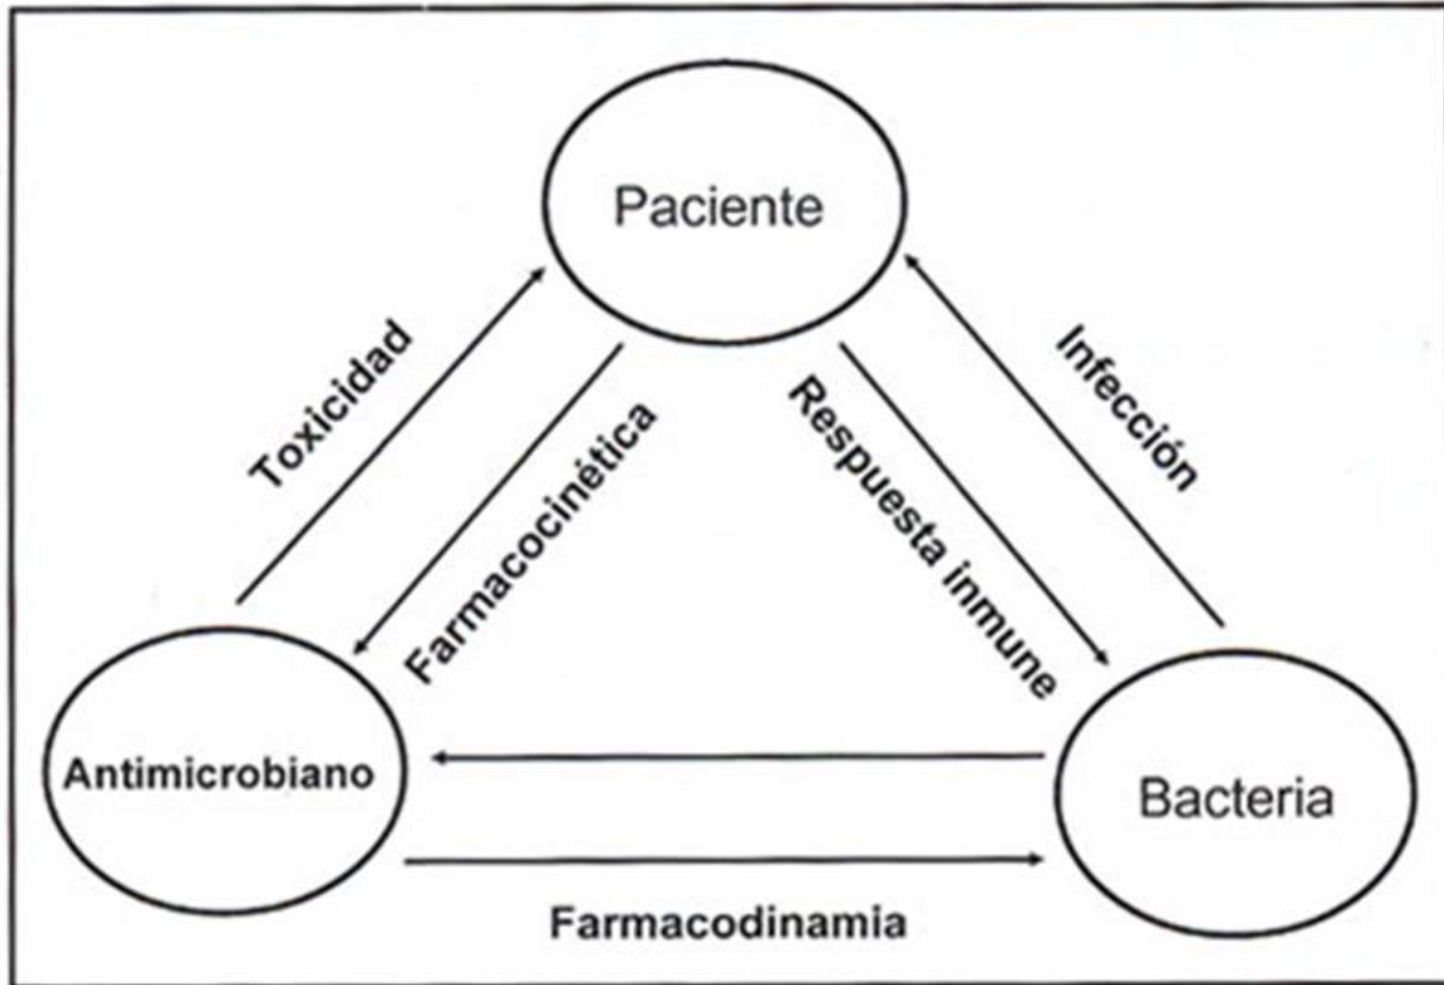 Paciente
Toxicidad
Farmacocinética
Respuesta inmune
Infección
Antimicrobiano
Bacteria
Farmacodinamia